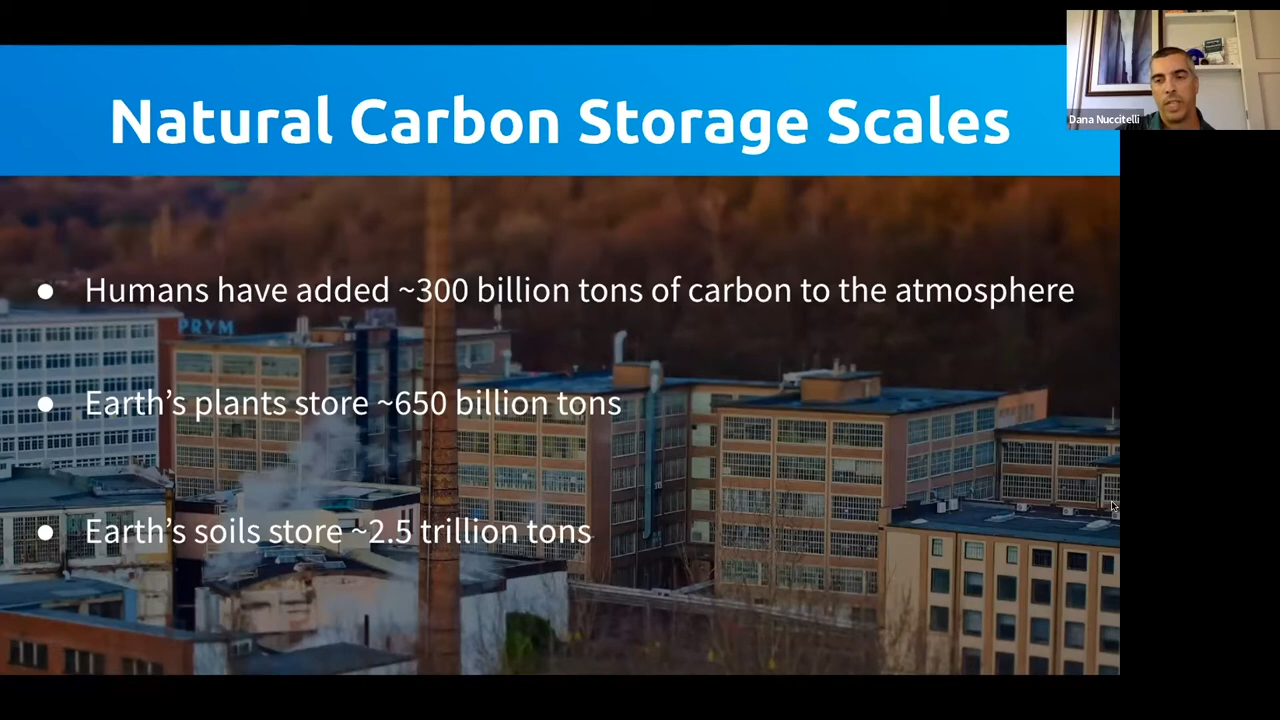 Natural Carbon Storage Scales
Dana Nuccitelli
● Humans have added ~300 billion tons of carbon to the atmosphere
PRYM
● Earth’s plants store ~650 billion tons
● Earth’s soils store ~2.5 trillion tons